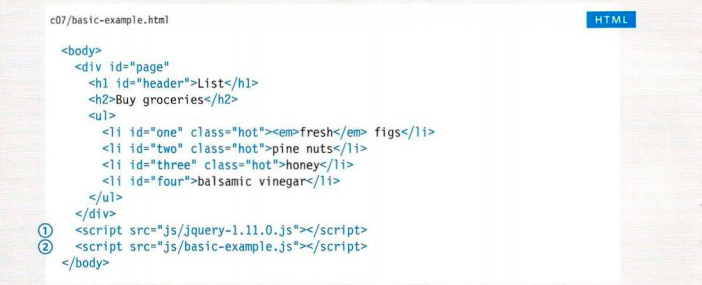 c07/basic-example.html HTML
<body>
<div id="page"
<h1 id="header">List</h1>
<h2>Buy groceries</h2>
<ul>
<li id="one" class="hot"><em>fresh</em> figs</li>
<li id="two" class="hot">pine nuts</li>
<li id="three" class="hot">honey</li>
<li id="four">balsamic vinegar</li>
</ul>
</div>
① <script src="js/jquery-1.11.0.js"></script>
② <script src="js/basic-example.js"></script>
</body>